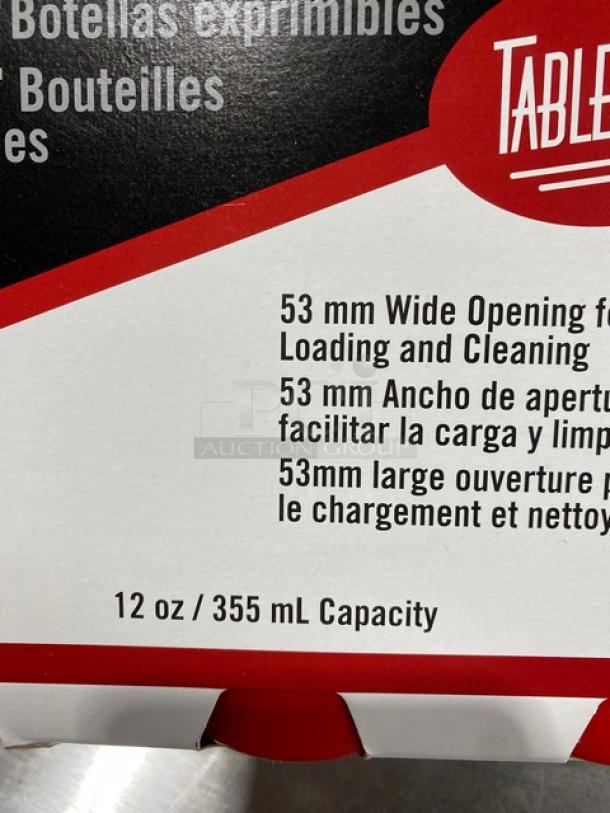 Botellas exprimibles
Bouteilles
es
TABLE
53 mm Wide Opening f
Loading and Cleaning
53 mm Ancho de apertu
facilitar la carga y limp
53mm large ouverture p
le chargement et nettoy
PCI
AUCTION GROUP
12 oz / 355 mL Capacity